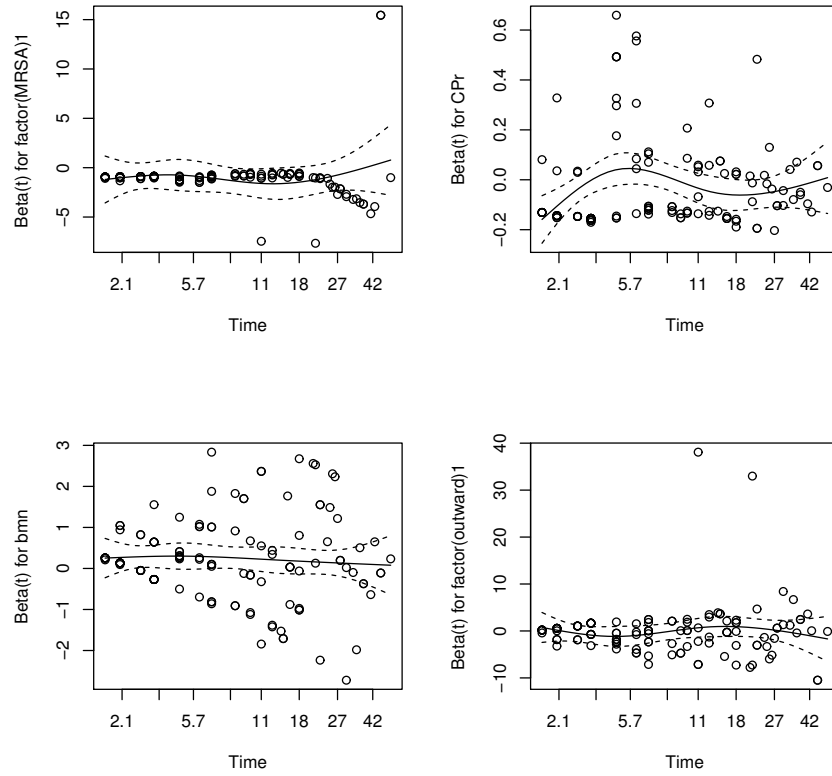 Beta(t) for factor(MRSA)1
15
10
5
0
−5
2.1 5.7 11 18 27 42
Time
Beta(t) for CPr
0.6
0.4
0.2
0.0
−0.2
2.1 5.7 11 18 27 42
Time
Beta(t) for bmn
3
2
1
0
−1
−2
2.1 5.7 11 18 27 42
Time
Beta(t) for factor(outward)1
40
30
20
10
0
−10
2.1 5.7 11 18 27 42
Time